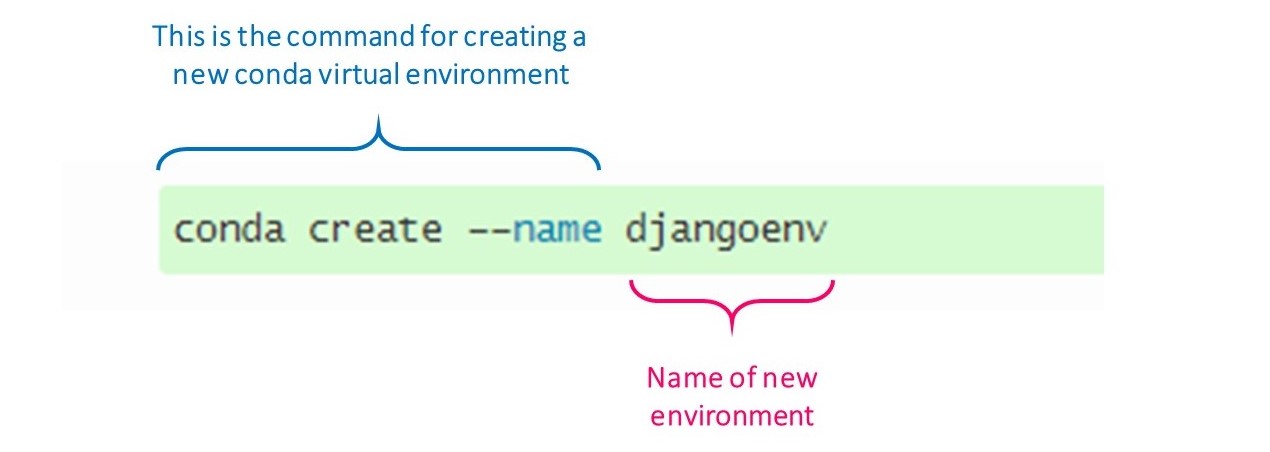 This is the command for creating a
new conda virtual environment
conda create --name djangoenv
Name of new
environment